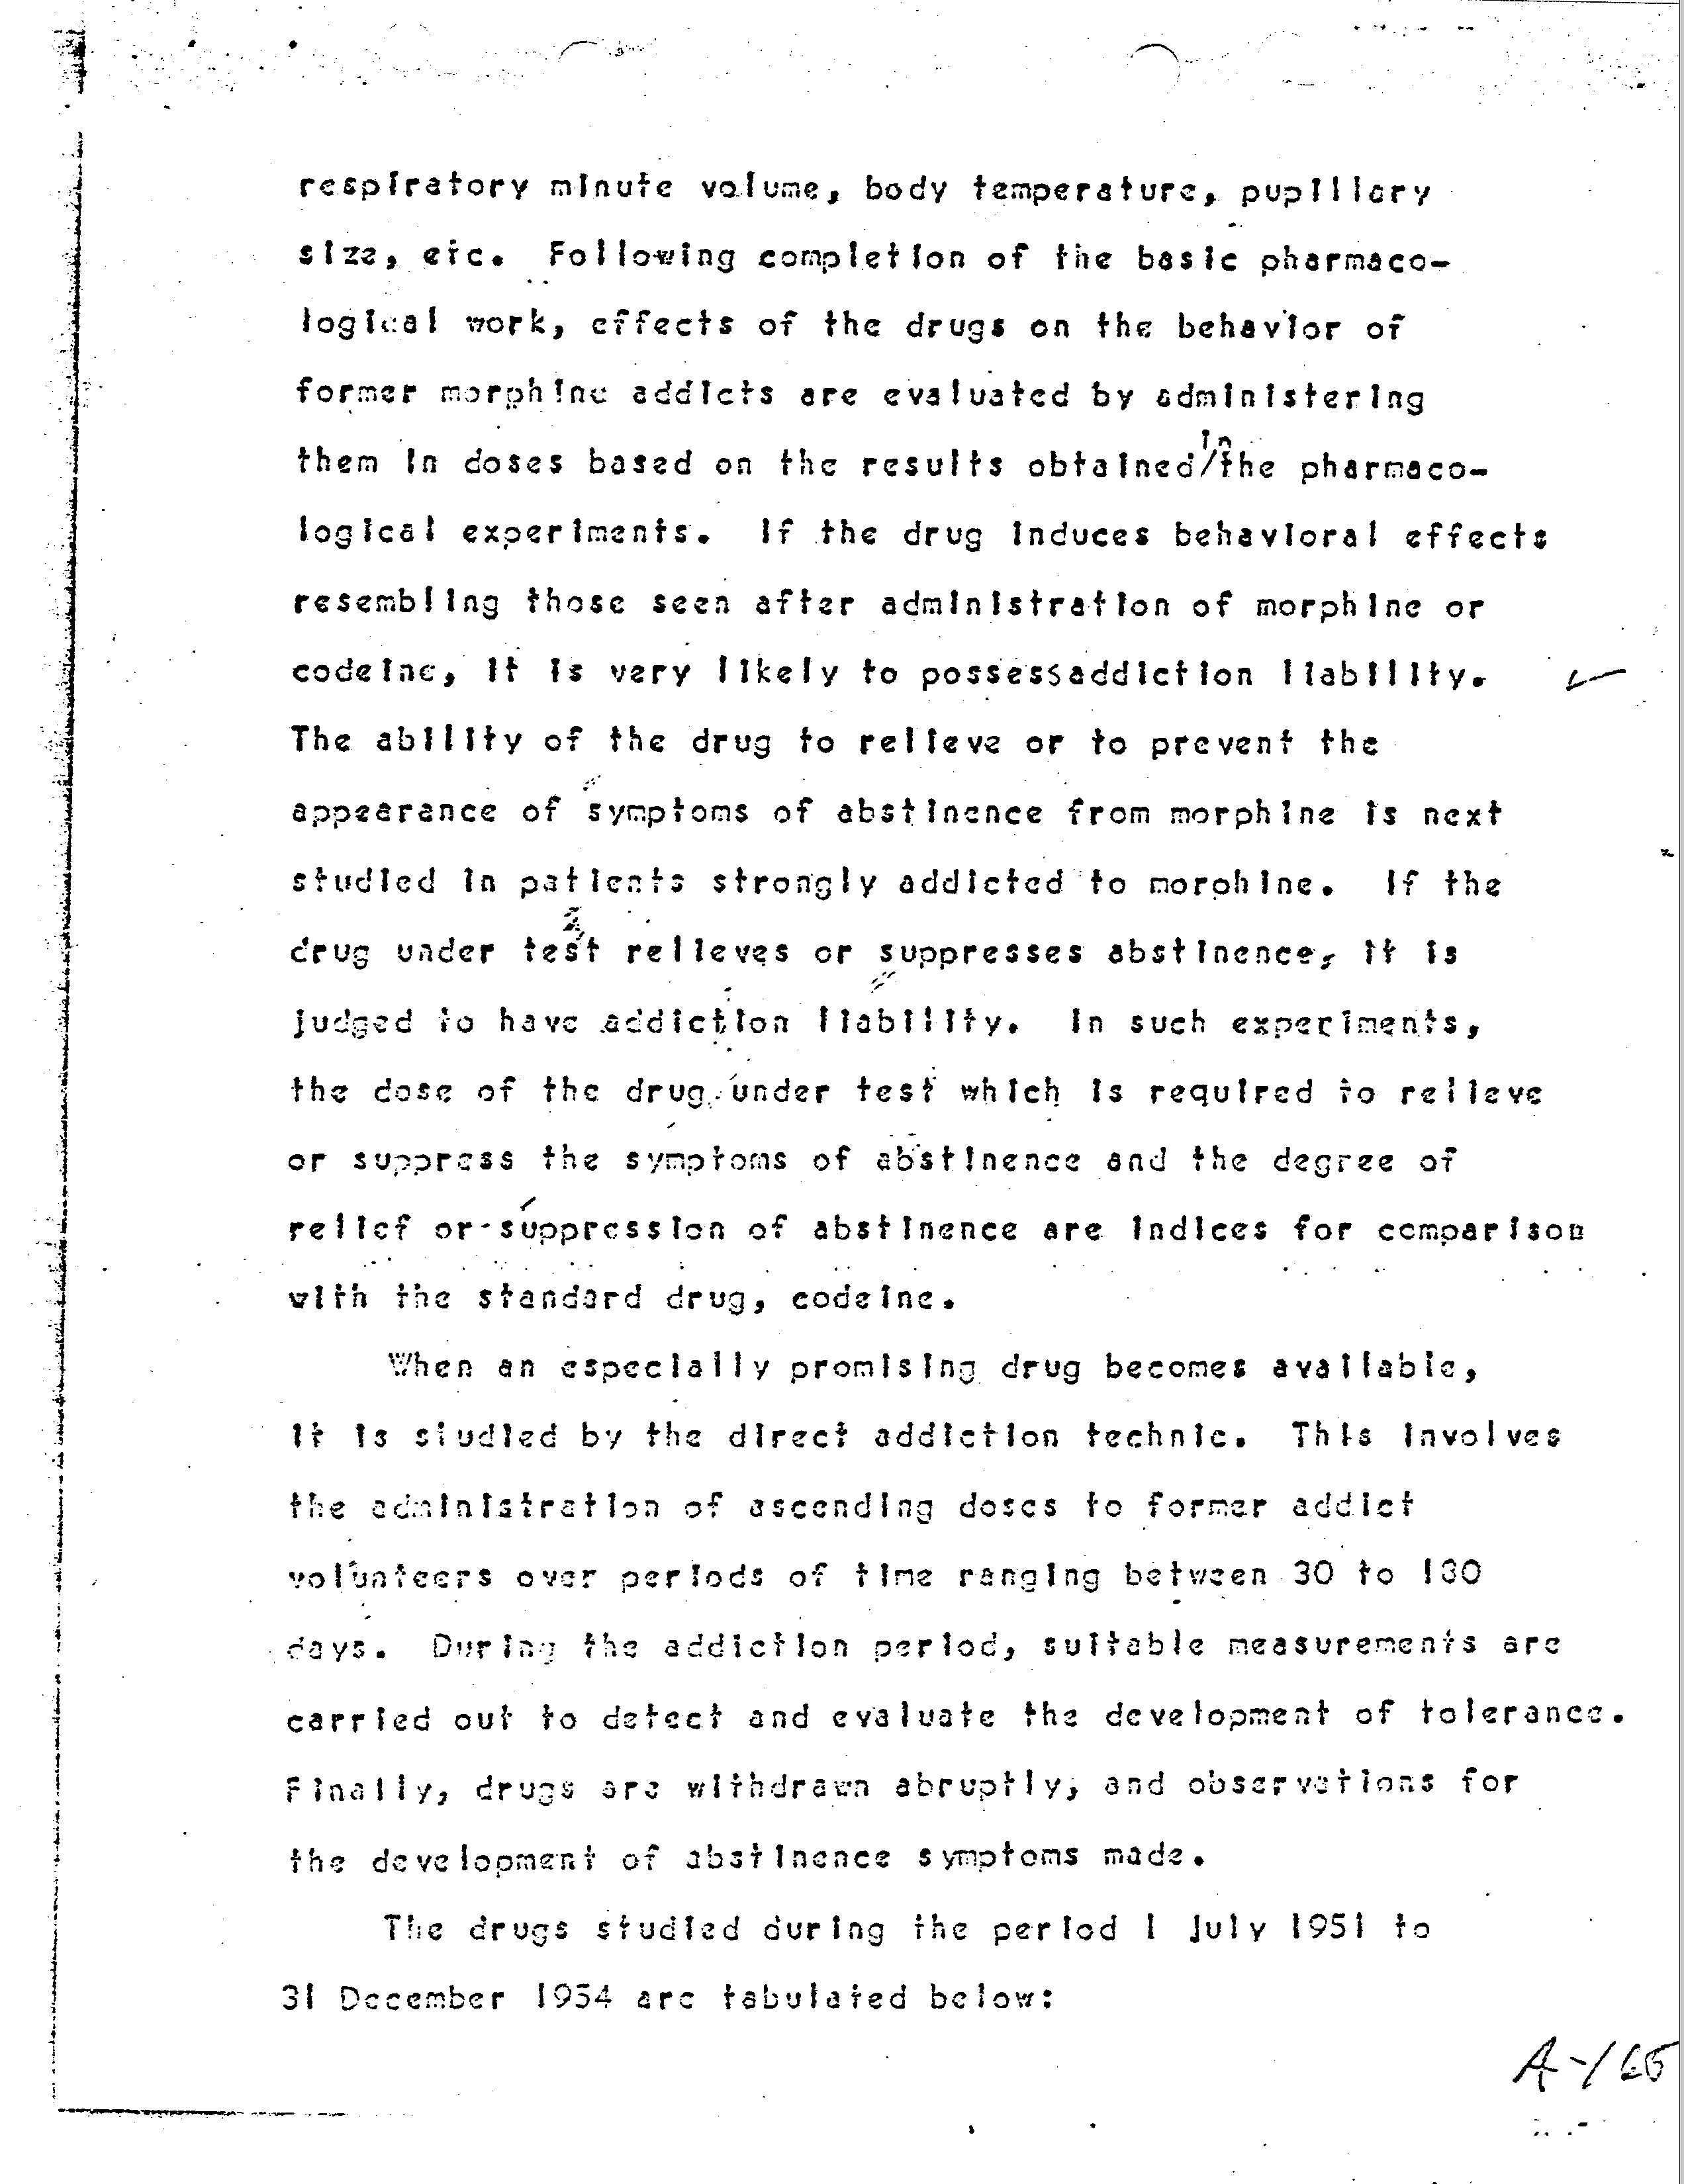 respiratory minute volume, body temperature, pupillary
size, etc. Following completion of the basic pharmaco-
logical work, effects of the drugs on the behavior of
former morphine addicts are evaluated by administering
them in doses based on the results obtained/in the pharmaco-
logical experiments. If the drug induces behavioral effects
resembling those seen after administration of morphine or
codeine, it is very likely to possess addiction liability.
The ability of the drug to relieve or to prevent the
appearance of symptoms of abstinence from morphine is next
studied in patients strongly addicted to morphine. If the
drug under test relieves or suppresses abstinence, it is
judged to have addiction liability. In such experiments,
the dose of the drug under test which is required to relieve
or suppress the symptoms of abstinence and the degree of
relief or suppression of abstinence are indices for comparison
with the standard drug, codeine.
When an especially promising drug becomes available,
it is studied by the direct addiction technic. This involves
the administration of ascending doses to former addict
volunteers over periods of time ranging between 30 to
days. During the addiction period, suitable measurements are
carried out to detect and evaluate the development of tolerance.
Finally, drugs are withdrawn abruptly, and observations for
the development of abstinence symptoms made.
The drugs studied during the period 1 July 1951 to
31 December 1954 are tabulated below: